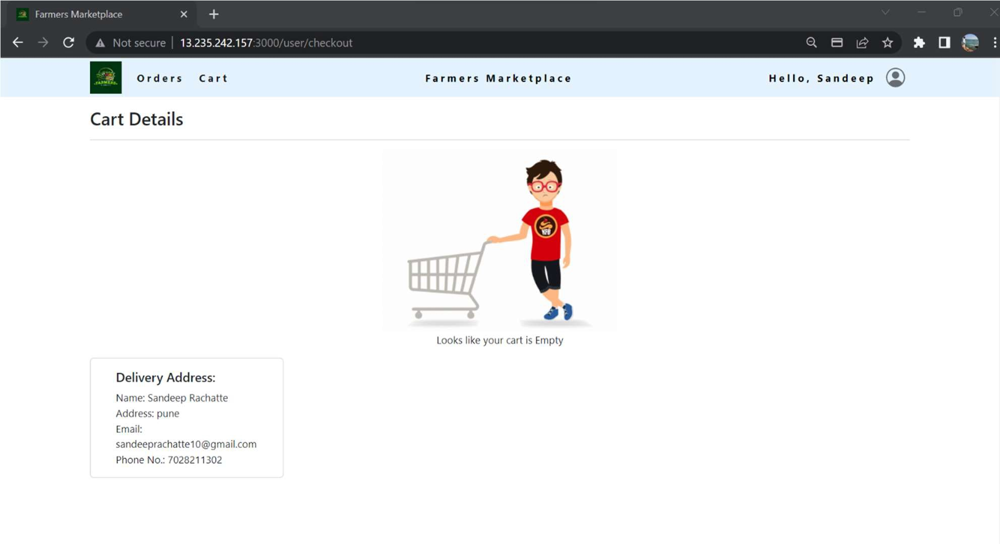 Farmers Marketplace
Not secure | 13.235.242.157:3000/user/checkout
FARMERS
Orders Cart Farmers Marketplace Hello, Sandeep
Cart Details
KFB
Looks like your cart is Empty
Delivery Address:
Name: Sandeep Rachatte
Address: pune
Email:
sandeeprachatte10@gmail.com
Phone No.: 7028211302